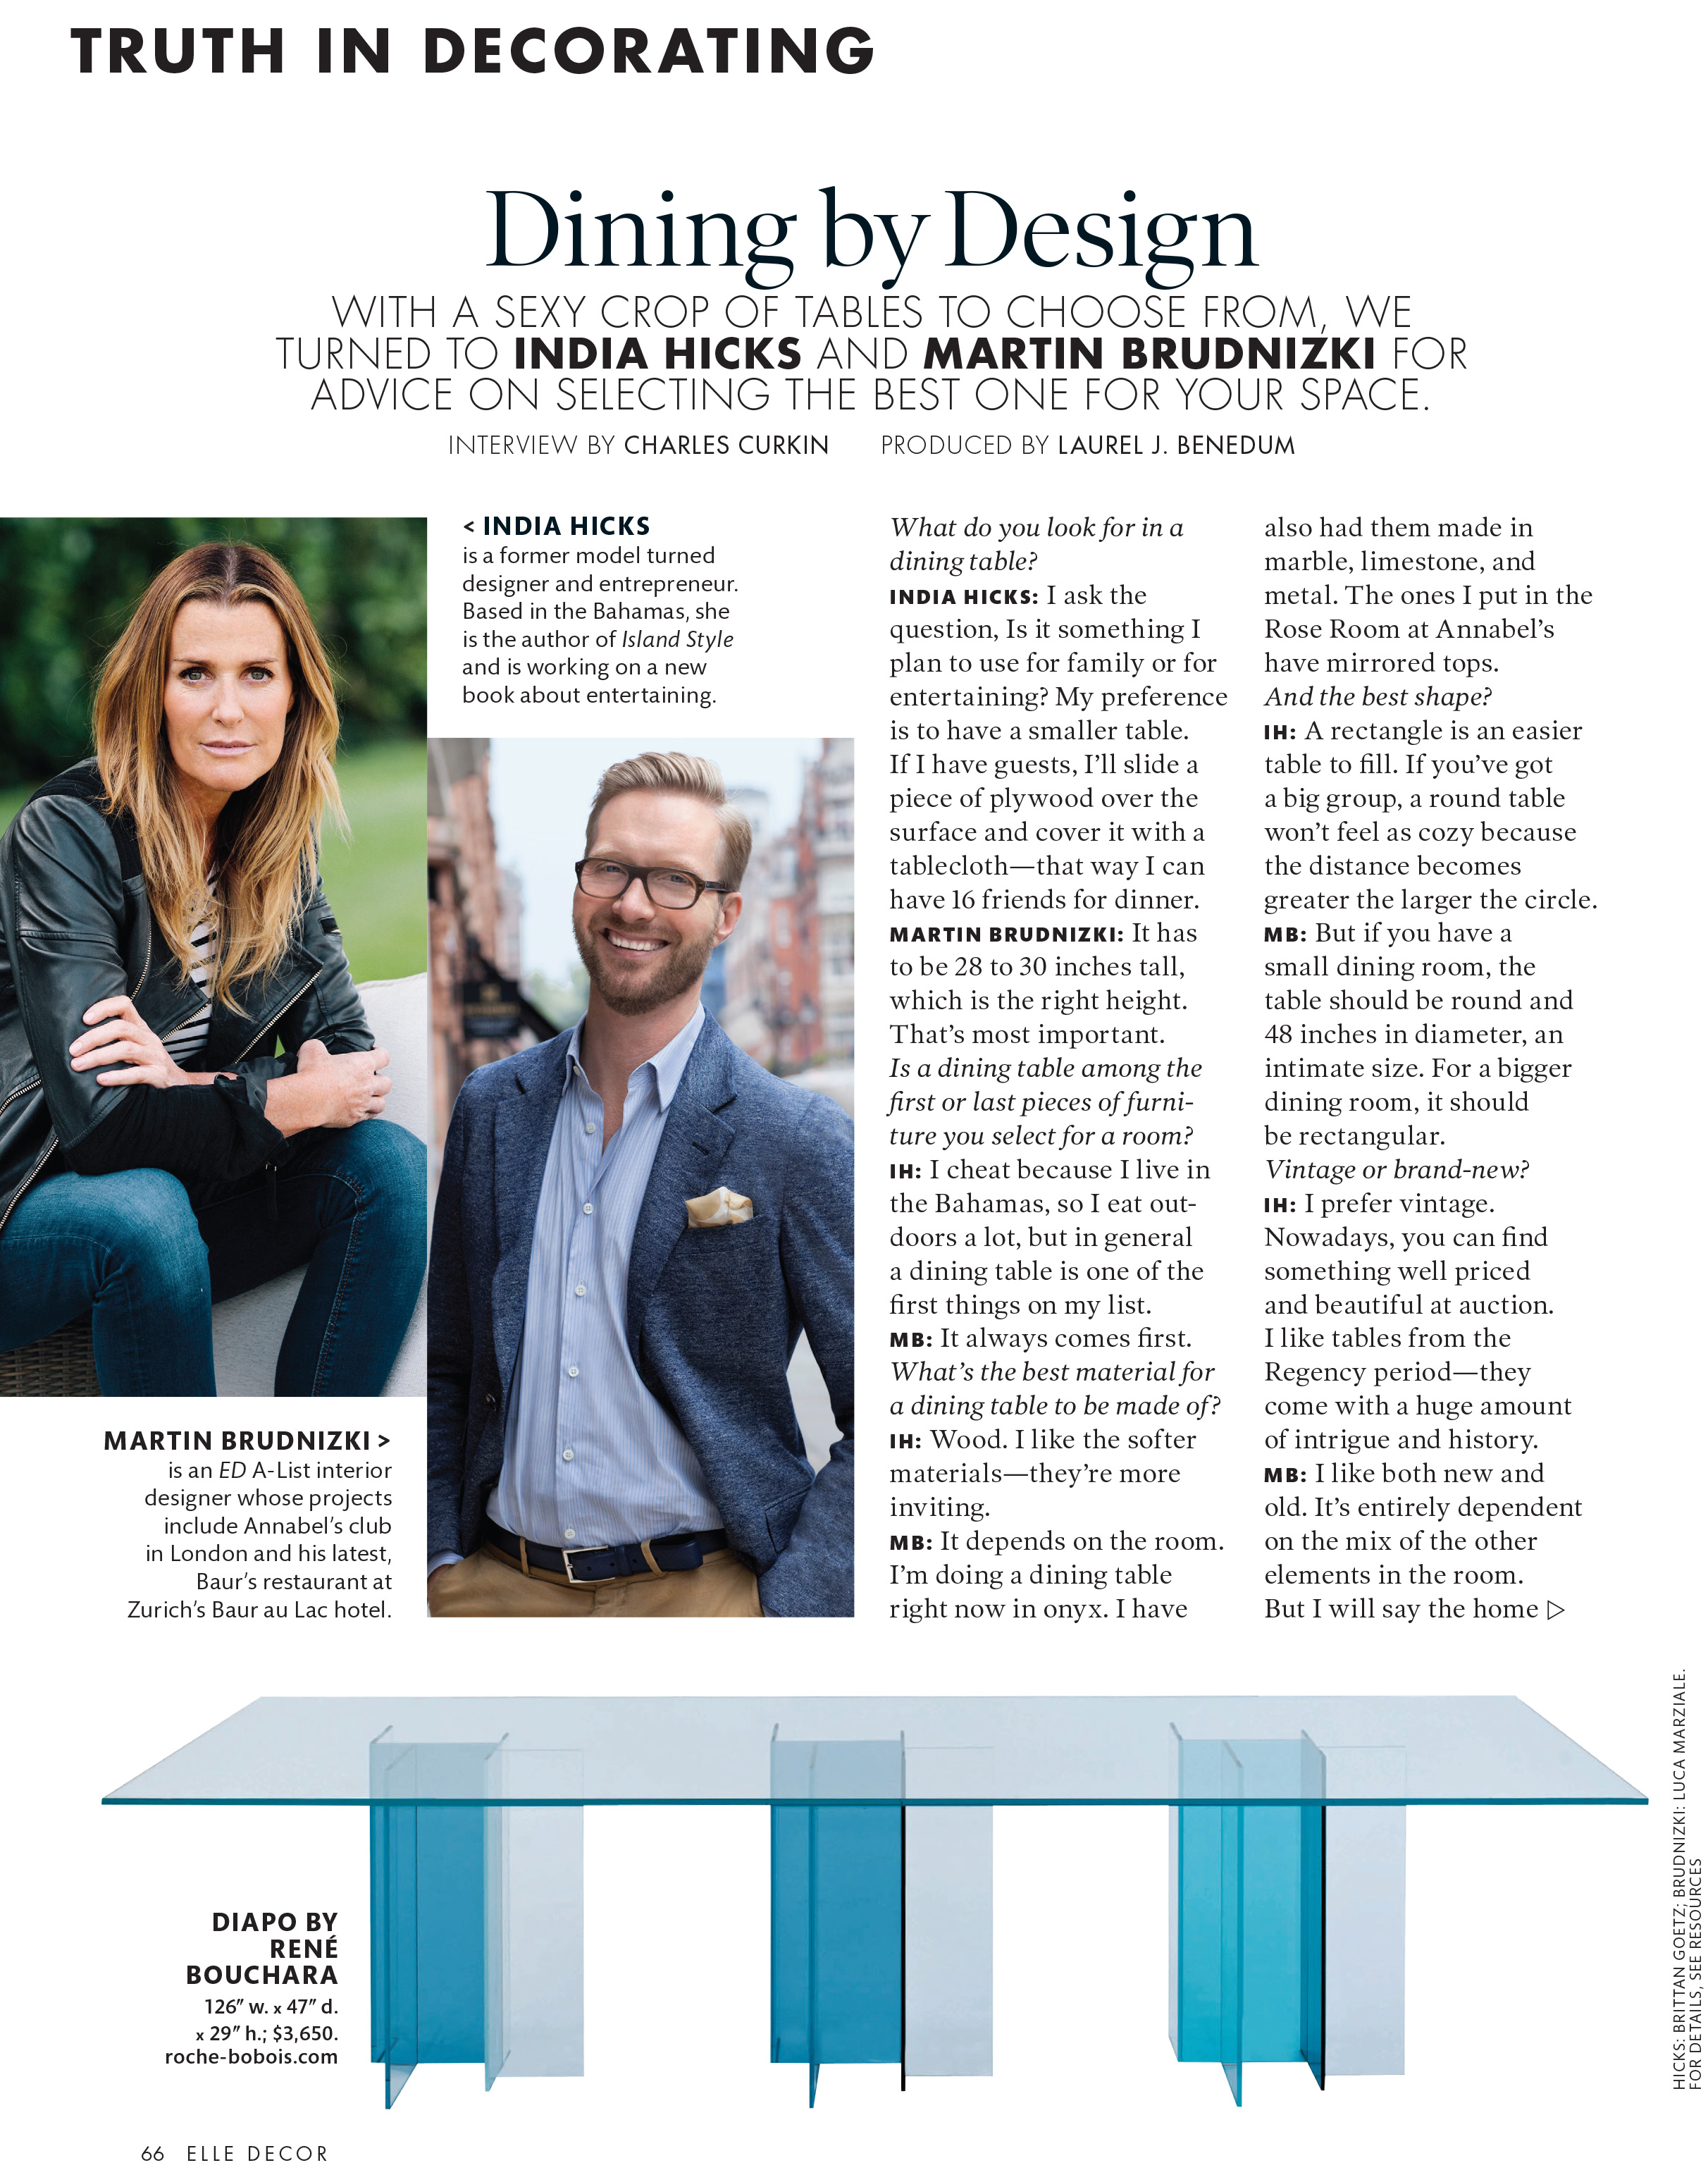 TRUTH IN DECORATING
Dining by Design
WITH A SEXY CROP OF TABLES TO CHOOSE FROM, WE
TURNED TO INDIA HICKS AND MARTIN BRUDNIZKI FOR
ADVICE ON SELECTING THE BEST ONE FOR YOUR SPACE.
INTERVIEW BY CHARLES CURKIN PRODUCED BY LAUREL J. BENEDUM
< INDIA HICKS
is a former model turned
designer and entrepreneur.
Based in the Bahamas, she
is the author of Island Style
and is working on a new
book about entertaining.
MARTIN BRUDNIZKI >
is an ED A-List interior
designer whose projects
include Annabel’s club
in London and his latest,
Baur’s restaurant at
Zurich’s Baur au Lac hotel.
What do you look for in a
dining table?
INDIA HICKS: I ask the
question, Is it something I
plan to use for family or for
entertaining? My preference
is to have a smaller table.
If I have guests, I’ll slide a
piece of plywood over the
surface and cover it with a
tablecloth—that way I can
have 16 friends for dinner.
MARTIN BRUDNIZKI: It has
to be 28 to 30 inches tall,
which is the right height.
That’s most important.
Is a dining table among the
first or last pieces of furni-
ture you select for a room?
IH: I cheat because I live in
the Bahamas, so I eat out-
doors a lot, but in general
a dining table is one of the
first things on my list.
MB: It always comes first.
What’s the best material for
a dining table to be made of?
IH: Wood. I like the softer
materials—they’re more
inviting.
MB: It depends on the room.
I’m doing a dining table
right now in onyx. I have
also had them made in
marble, limestone, and
metal. The ones I put in the
Rose Room at Annabel’s
have mirrored tops.
And the best shape?
IH: A rectangle is an easier
table to fill. If you’ve got
a big group, a round table
won’t feel as cozy because
the distance becomes
greater the larger the circle.
MB: But if you have a
small dining room, the
table should be round and
48 inches in diameter, an
intimate size. For a bigger
dining room, it should
be rectangular.
Vintage or brand-new?
IH: I prefer vintage.
Nowadays, you can find
something well priced
and beautiful at auction.
I like tables from the
Regency period—they
come with a huge amount
of intrigue and history.
MB: I like both new and
old. It’s entirely dependent
on the mix of the other
elements in the room.
But I will say the home ▷
DIAPO BY
RENÉ
BOUCHARA
126″ w. x 47″ d.
x 29″ h.; $3,650.
roche-bobois.com
HICKS: BRITTAN GOETZ; BRUDNIZKI: LUCA MARZIALE.
FOR DETAILS, SEE RESOURCES
66 ELLE DECOR